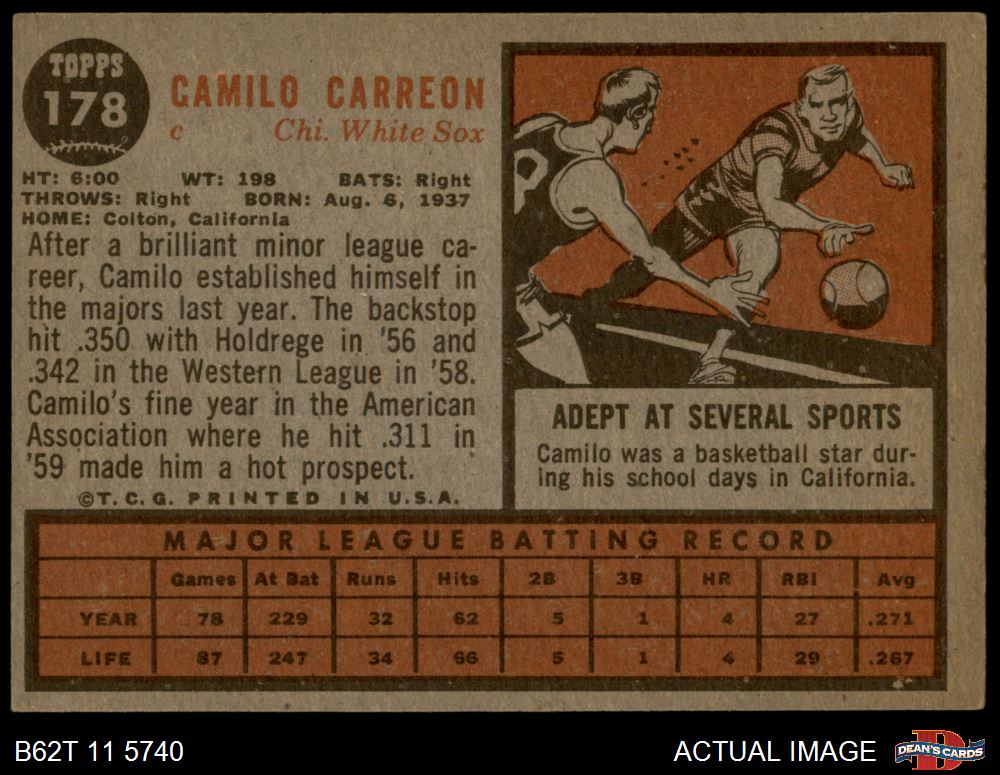 TOPPS
178
CAMILO CARREON
c Chi. White Sox
HT: 6:00 WT: 198 BATS: Right
THROWS: Right BORN: Aug. 6, 1937
HOME: Colton, California
After a brilliant minor league ca-
reer, Camilo established himself in
the majors last year. The backstop
hit .350 with Holdrege in '56 and
.342 in the Western League in '58.
Camilo's fine year in the American
Association where he hit .311 in
'59 made him a hot prospect.
©T.C.G. PRINTED IN U.S.A.
ADEPT AT SEVERAL SPORTS
Camilo was a basketball star dur-
ing his school days in California.
MAJOR LEAGUE BATTING RECORD
Games At Bat Runs Hits 2B 3B HR RBI Avg
YEAR 78 229 32 62 5 1 4 27 .271
LIFE 87 247 34 66 5 1 4 29 .267
B62T 11 5740
ACTUAL IMAGE
DEAN'S CARDS